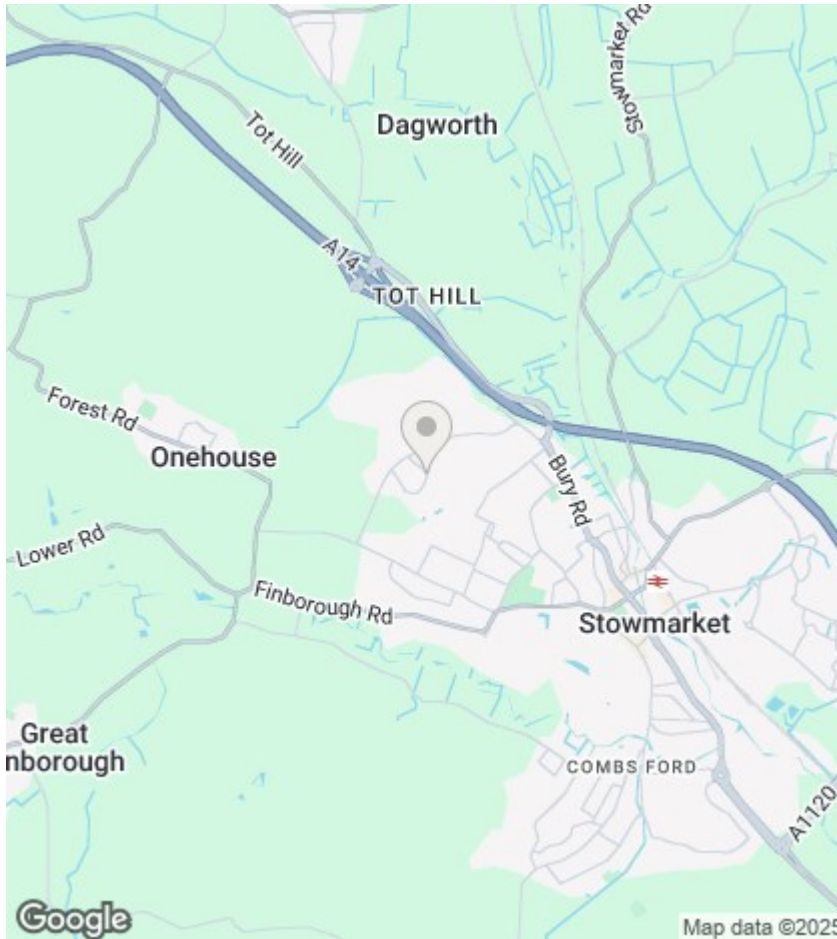 Stowmarket Rd
Dagworth
Tot Hill
A14
TOT HILL
Forest Rd
Onehouse
Bury Rd
Lower Rd
Finborough Rd
Stowmarket
Great
nborough
COMBS FORD
A1120
Google
Map data ©2025